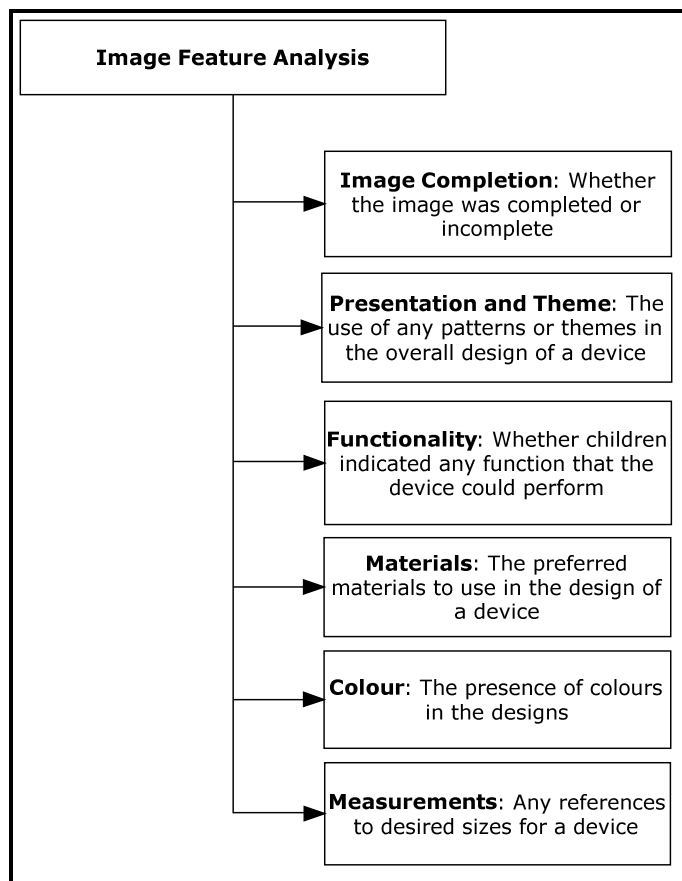 Image Feature Analysis
Image Completion: Whether
the image was completed or
incomplete
Presentation and Theme: The
use of any patterns or themes in
the overall design of a device
Functionality: Whether children
indicated any function that the
device could perform
Materials: The preferred
materials to use in the design of
a device
Colour: The presence of colours
in the designs
Measurements: Any references
to desired sizes for a device